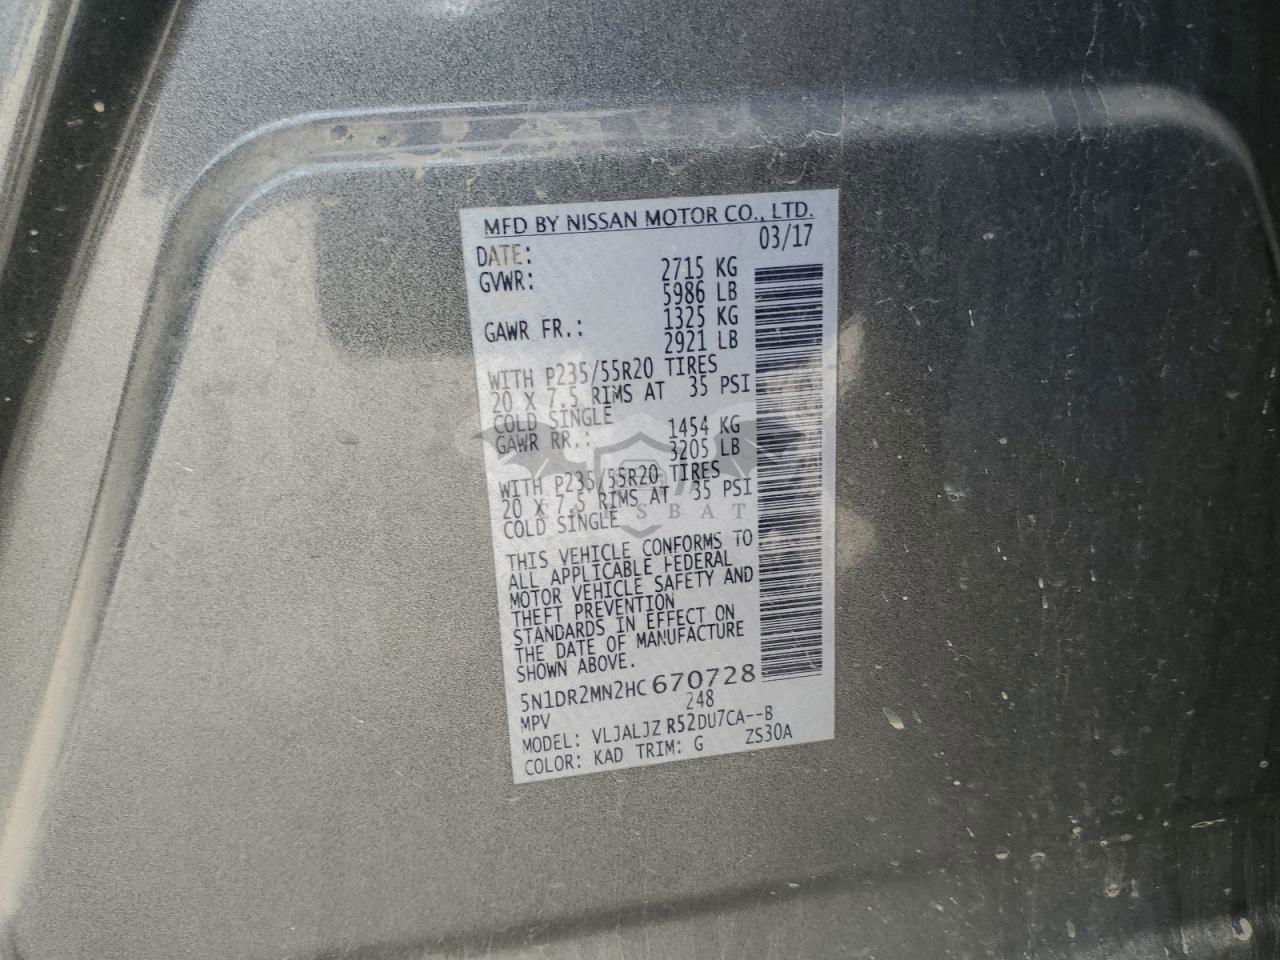 MFD BY NISSAN MOTOR CO., LTD.
DATE: 03/17
GVWR: 2715 KG
5986 LB
GAWR FR.: 1325 KG
2921 LB
WITH P235/55R20 TIRES
20 X 7.5 RIMS AT 35 PSI
COLD SINGLE
GAWR RR.: 1454 KG
3205 LB
WITH P235/55R20 TIRES
20 X 7.5 RIMS AT 35 PSI
COLD SINGLE
THIS VEHICLE CONFORMS TO
ALL APPLICABLE FEDERAL
MOTOR VEHICLE SAFETY AND
THEFT PREVENTION
STANDARDS IN EFFECT ON
THE DATE OF MANUFACTURE
SHOWN ABOVE.
5N1DR2MN2HC670728
MPV 248
MODEL: VLJALJZ R52DU7CA--B
COLOR: KAD TRIM: G ZS30A